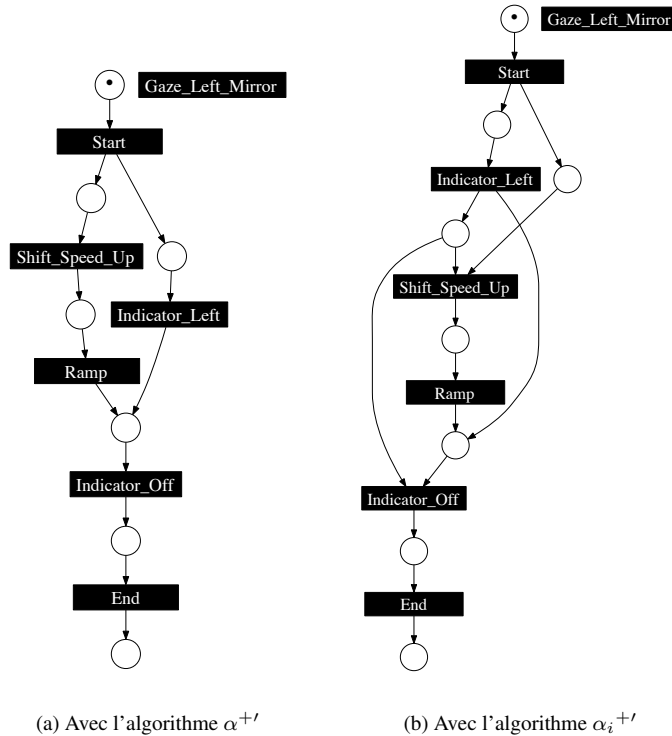 Gaze_Left_Mirror
Start
Shift_Speed_Up
Indicator_Left
Ramp
Indicator_Off
End
(a) Avec l'algorithme α⁺′
Gaze_Left_Mirror
Start
Indicator_Left
Shift_Speed_Up
Ramp
Indicator_Off
End
(b) Avec l'algorithme αᵢ⁺′